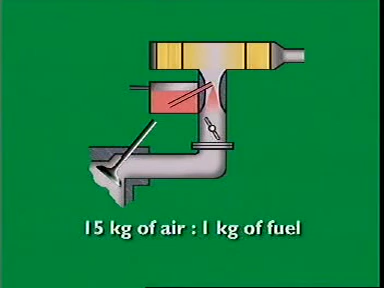 15 kg of air : 1 kg of fuel